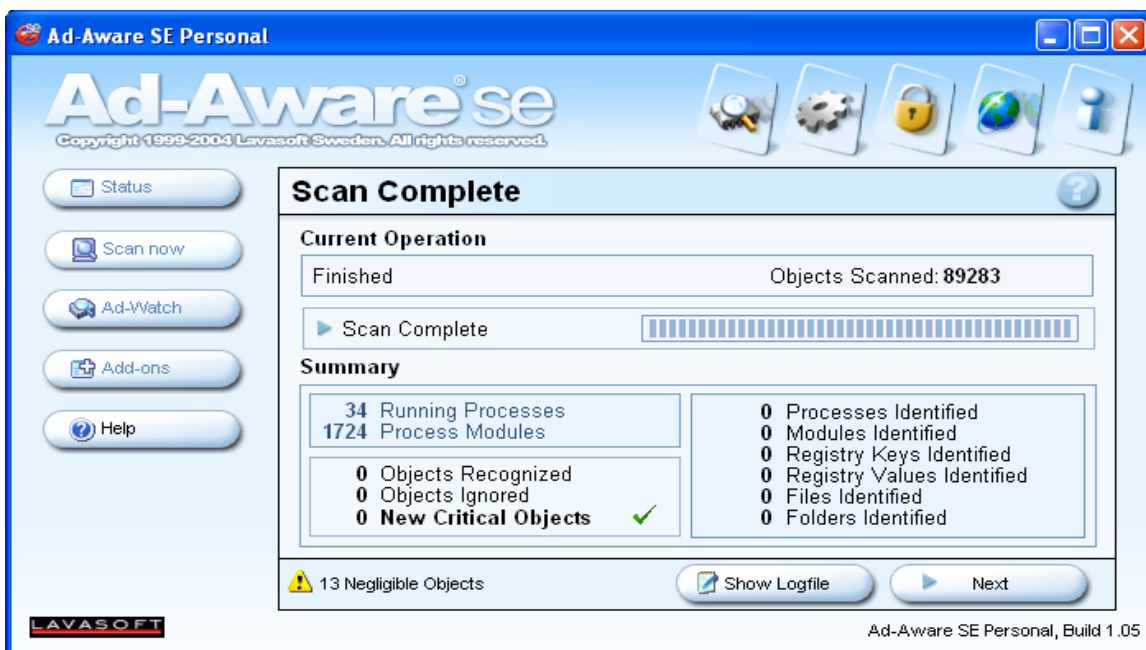 Ad-Aware SE Personal
Ad-Aware® se
Copyright 1999-2004 Lavasoft Sweden. All rights reserved.
Status
Scan now
Ad-Watch
Add-ons
Help
Scan Complete
?
Current Operation
Finished Objects Scanned: 89283
Scan Complete
Summary
34 Running Processes
1724 Process Modules
0 Objects Recognized
0 Objects Ignored
0 New Critical Objects
0 Processes Identified
0 Modules Identified
0 Registry Keys Identified
0 Registry Values Identified
0 Files Identified
0 Folders Identified
13 Negligible Objects
Show Logfile
Next
LAVASOFT
Ad-Aware SE Personal, Build 1.05